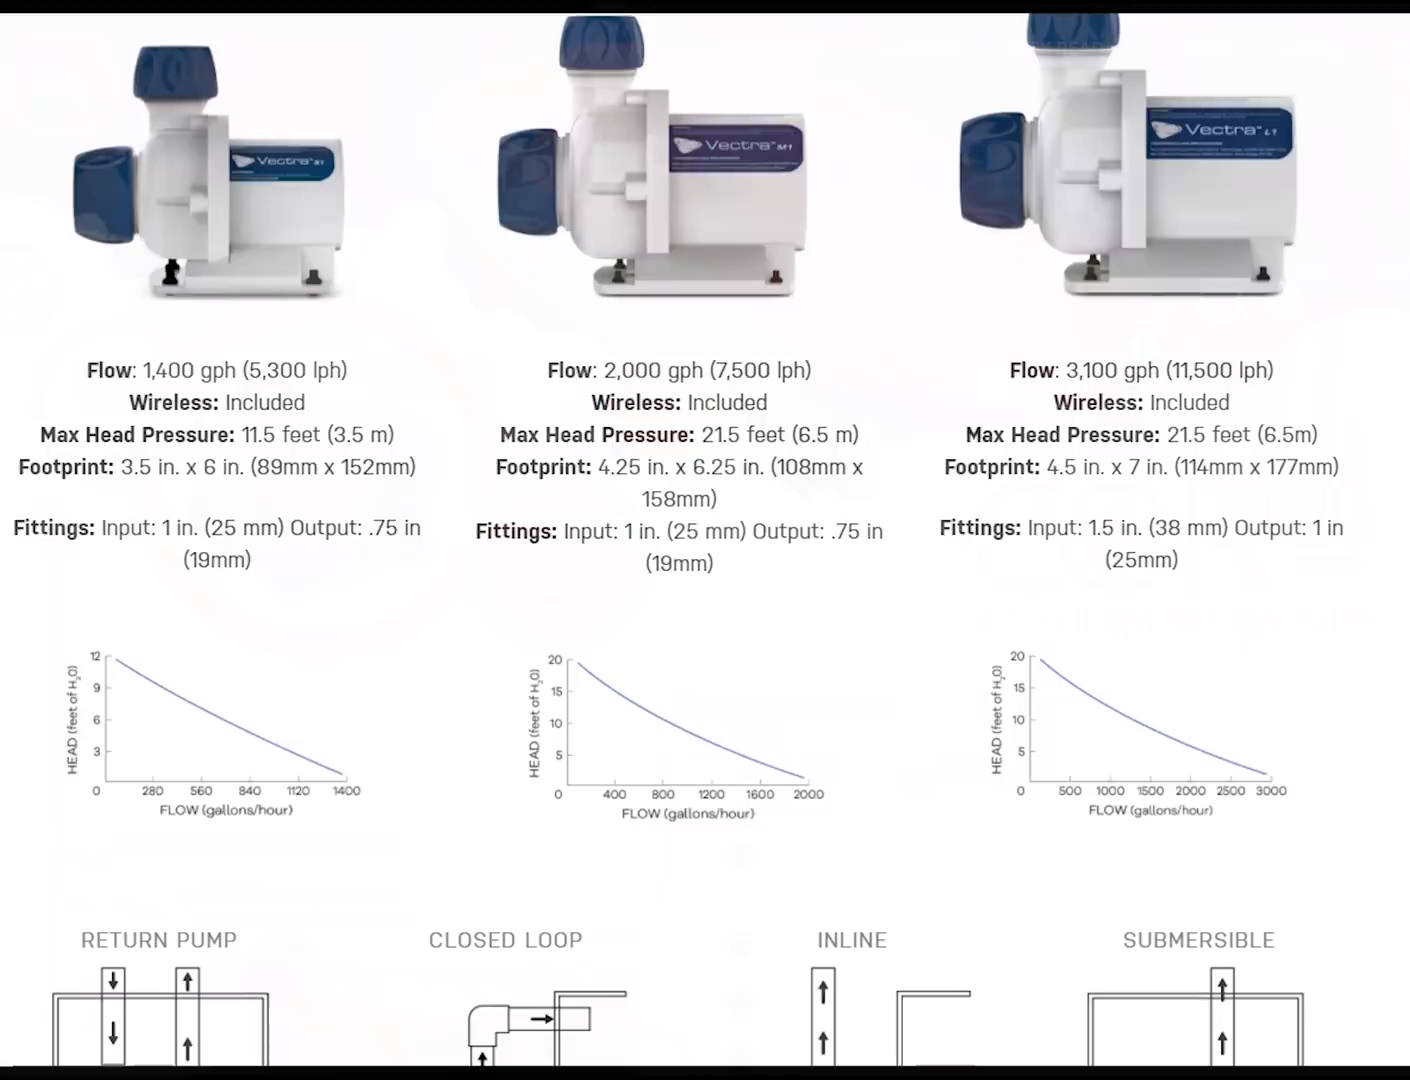 Vectra™ S1
Vectra™ M1
Vectra™ L1
Flow: 1,400 gph (5,300 lph)
Wireless: Included
Max Head Pressure: 11.5 feet (3.5 m)
Footprint: 3.5 in. x 6 in. (89mm x 152mm)
Fittings: Input: 1 in. (25 mm) Output: .75 in
(19mm)
Flow: 2,000 gph (7,500 lph)
Wireless: Included
Max Head Pressure: 21.5 feet (6.5 m)
Footprint: 4.25 in. x 6.25 in. (108mm x
158mm)
Fittings: Input: 1 in. (25 mm) Output: .75 in
(19mm)
Flow: 3,100 gph (11,500 lph)
Wireless: Included
Max Head Pressure: 21.5 feet (6.5m)
Footprint: 4.5 in. x 7 in. (114mm x 177mm)
Fittings: Input: 1.5 in. (38 mm) Output: 1 in
(25mm)
HEAD (feet of H₂O)
12
9
6
3
0 280 560 840 1120 1400
FLOW (gallons/hour)
HEAD (feet of H₂O)
20
15
10
5
0 400 800 1200 1600 2000
FLOW (gallons/hour)
HEAD (feet of H₂O)
20
15
10
5
0 500 1000 1500 2000 2500 3000
FLOW (gallons/hour)
RETURN PUMP
CLOSED LOOP
INLINE
SUBMERSIBLE